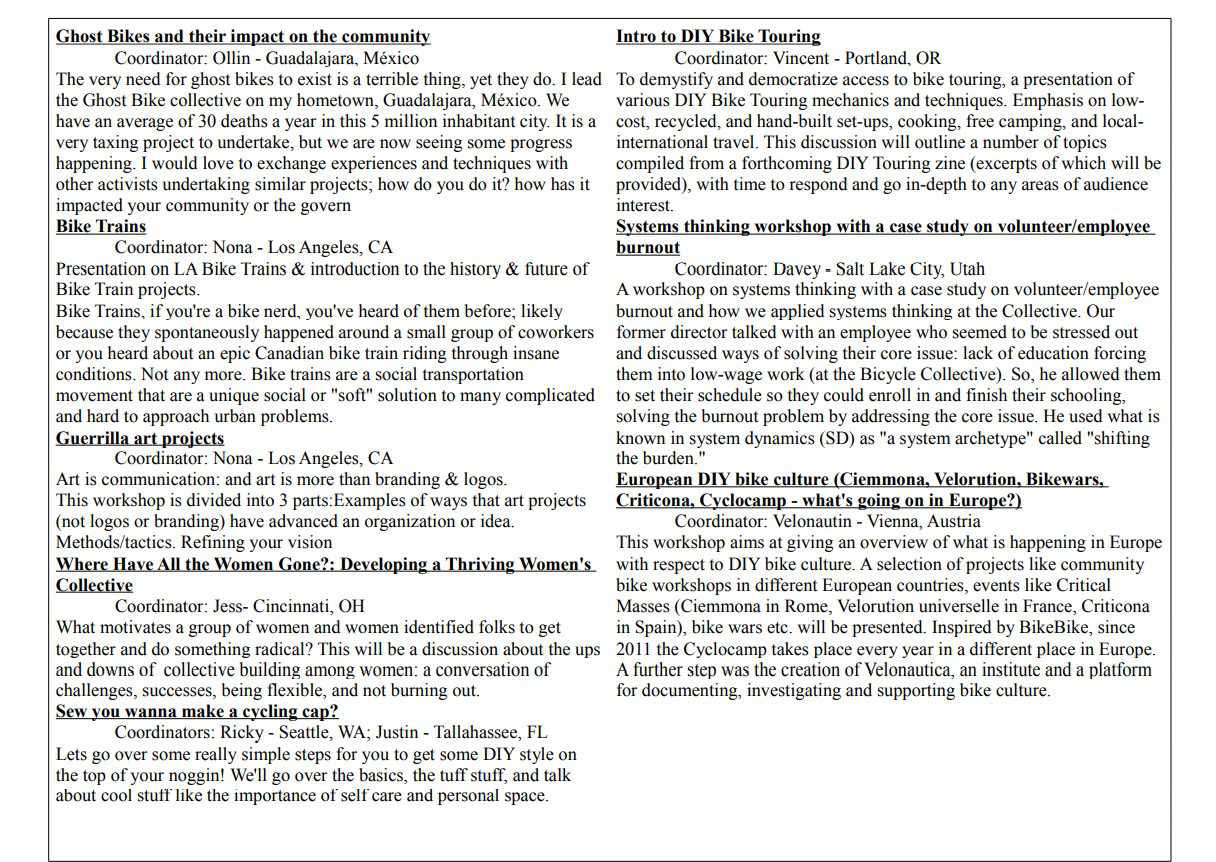 Ghost Bikes and their impact on the community
Coordinator: Ollin - Guadalajara, México
The very need for ghost bikes to exist is a terrible thing, yet they do. I lead
the Ghost Bike collective on my hometown, Guadalajara, México. We
have an average of 30 deaths a year in this 5 million inhabitant city. It is a
very taxing project to undertake, but we are now seeing some progress
happening. I would love to exchange experiences and techniques with
other activists undertaking similar projects; how do you do it? how has it
impacted your community or the govern
Bike Trains
Coordinator: Nona - Los Angeles, CA
Presentation on LA Bike Trains & introduction to the history & future of
Bike Train projects.
Bike Trains, if you're a bike nerd, you've heard of them before; likely
because they spontaneously happened around a small group of coworkers
or you heard about an epic Canadian bike train riding through insane
conditions. Not any more. Bike trains are a social transportation
movement that are a unique social or "soft" solution to many complicated
and hard to approach urban problems.
Guerrilla art projects
Coordinator: Nona - Los Angeles, CA
Art is communication: and art is more than branding & logos.
This workshop is divided into 3 parts:Examples of ways that art projects
(not logos or branding) have advanced an organization or idea.
Methods/tactics. Refining your vision
Where Have All the Women Gone?: Developing a Thriving Women's
Collective
Coordinator: Jess- Cincinnati, OH
What motivates a group of women and women identified folks to get
together and do something radical? This will be a discussion about the ups
and downs of  collective building among women: a conversation of
challenges, successes, being flexible, and not burning out.
Sew you wanna make a cycling cap?
Coordinators: Ricky - Seattle, WA; Justin - Tallahassee, FL
Lets go over some really simple steps for you to get some DIY style on
the top of your noggin! We'll go over the basics, the tuff stuff, and talk
about cool stuff like the importance of self care and personal space.
Intro to DIY Bike Touring
Coordinator: Vincent - Portland, OR
To demystify and democratize access to bike touring, a presentation of
various DIY Bike Touring mechanics and techniques. Emphasis on low-
cost, recycled, and hand-built set-ups, cooking, free camping, and local-
international travel. This discussion will outline a number of topics
compiled from a forthcoming DIY Touring zine (excerpts of which will be
provided), with time to respond and go in-depth to any areas of audience
interest.
Systems thinking workshop with a case study on volunteer/employee
burnout
Coordinator: Davey - Salt Lake City, Utah
A workshop on systems thinking with a case study on volunteer/employee
burnout and how we applied systems thinking at the Collective. Our
former director talked with an employee who seemed to be stressed out
and discussed ways of solving their core issue: lack of education forcing
them into low-wage work (at the Bicycle Collective). So, he allowed them
to set their schedule so they could enroll in and finish their schooling,
solving the burnout problem by addressing the core issue. He used what is
known in system dynamics (SD) as "a system archetype" called "shifting
the burden."
European DIY bike culture (Ciemmona, Velorution, Bikewars,
Criticona, Cyclocamp - what's going on in Europe?)
Coordinator: Velonautin - Vienna, Austria
This workshop aims at giving an overview of what is happening in Europe
with respect to DIY bike culture. A selection of projects like community
bike workshops in different European countries, events like Critical
Masses (Ciemmona in Rome, Velorution universelle in France, Criticona
in Spain), bike wars etc. will be presented. Inspired by BikeBike, since
2011 the Cyclocamp takes place every year in a different place in Europe.
A further step was the creation of Velonautica, an institute and a platform
for documenting, investigating and supporting bike culture.